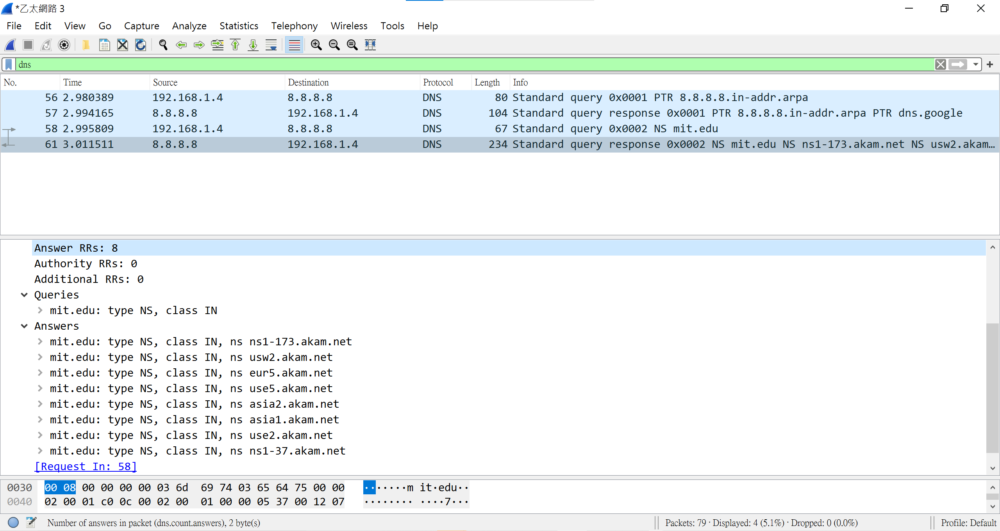 *乙太網路 3
File Edit View Go Capture Analyze Statistics Telephony Wireless Tools Help
dns
No. Time Source Destination Protocol Length Info
56 2.980389 192.168.1.4 8.8.8.8 DNS 80 Standard query 0x0001 PTR 8.8.8.8.in-addr.arpa
57 2.994165 8.8.8.8 192.168.1.4 DNS 104 Standard query response 0x0001 PTR 8.8.8.8.in-addr.arpa PTR dns.google
58 2.995809 192.168.1.4 8.8.8.8 DNS 67 Standard query 0x0002 NS mit.edu
61 3.011511 8.8.8.8 192.168.1.4 DNS 234 Standard query response 0x0002 NS mit.edu NS ns1-173.akam.net NS usw2.akam…
Answer RRs: 8
Authority RRs: 0
Additional RRs: 0
Queries
mit.edu: type NS, class IN
Answers
mit.edu: type NS, class IN, ns ns1-173.akam.net
mit.edu: type NS, class IN, ns usw2.akam.net
mit.edu: type NS, class IN, ns eur5.akam.net
mit.edu: type NS, class IN, ns use5.akam.net
mit.edu: type NS, class IN, ns asia2.akam.net
mit.edu: type NS, class IN, ns asia1.akam.net
mit.edu: type NS, class IN, ns use2.akam.net
mit.edu: type NS, class IN, ns ns1-37.akam.net
[Request In: 58]
0030 00 08 00 00 00 00 03 6d 69 74 03 65 64 75 00 00 ·······m it·edu··
0040 02 00 01 c0 0c 00 02 00 01 00 00 05 37 00 12 07 ········ ····7···
Number of answers in packet (dns.count.answers), 2 byte(s)
Packets: 79 · Displayed: 4 (5.1%) · Dropped: 0 (0.0%)
Profile: Default